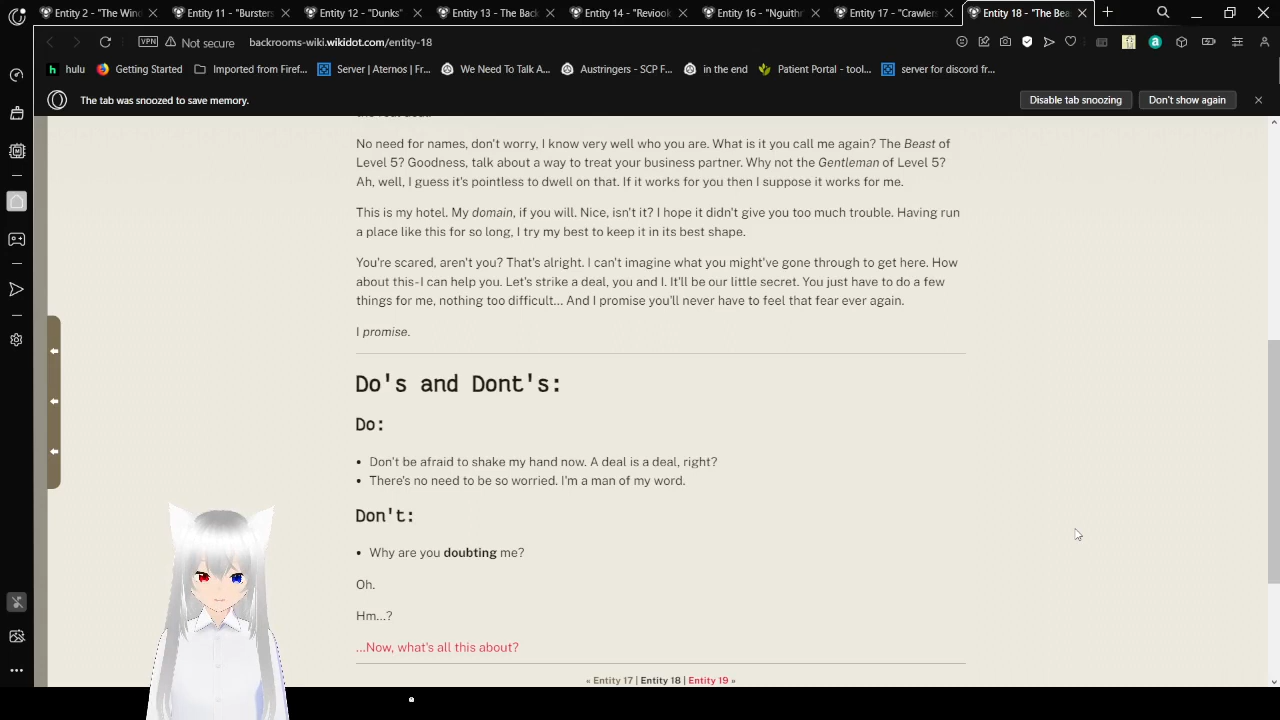 Entity 2 - "The Wind
Entity 11 - "Bursters
Entity 12 - "Dunks"
Entity 13 - The Back
Entity 14 - "Reviook
Entity 16 - "Nguithr
Entity 17 - "Crawlers
Entity 18 - "The Bea
VPN
Not secure
backrooms-wiki.wikidot.com/entity-18
hulu
Getting Started
Imported from Firef...
Server | Aternos | Fr...
We Need To Talk A...
Austringers - SCP F...
in the end
Patient Portal - tool...
server for discord fr...
The tab was snoozed to save memory.
Disable tab snoozing
Don't show again
No need for names, don't worry, I know very well who you are. What is it you call me again? The Beast of
Level 5? Goodness, talk about a way to treat your business partner. Why not the Gentleman of Level 5?
Ah, well, I guess it's pointless to dwell on that. If it works for you then I suppose it works for me.
This is my hotel. My domain, if you will. Nice, isn't it? I hope it didn't give you too much trouble. Having run
a place like this for so long, I try my best to keep it in its best shape.
You're scared, aren't you? That's alright. I can't imagine what you might've gone through to get here. How
about this- I can help you. Let's strike a deal, you and I. It'll be our little secret. You just have to do a few
things for me, nothing too difficult... And I promise you'll never have to feel that fear ever again.
I promise.
Do's and Dont's:
Do:
• Don't be afraid to shake my hand now. A deal is a deal, right?
• There's no need to be so worried. I'm a man of my word.
Don't:
• Why are you doubting me?
Oh.
Hm...?
...Now, what's all this about?
« Entity 17 | Entity 18 | Entity 19 »